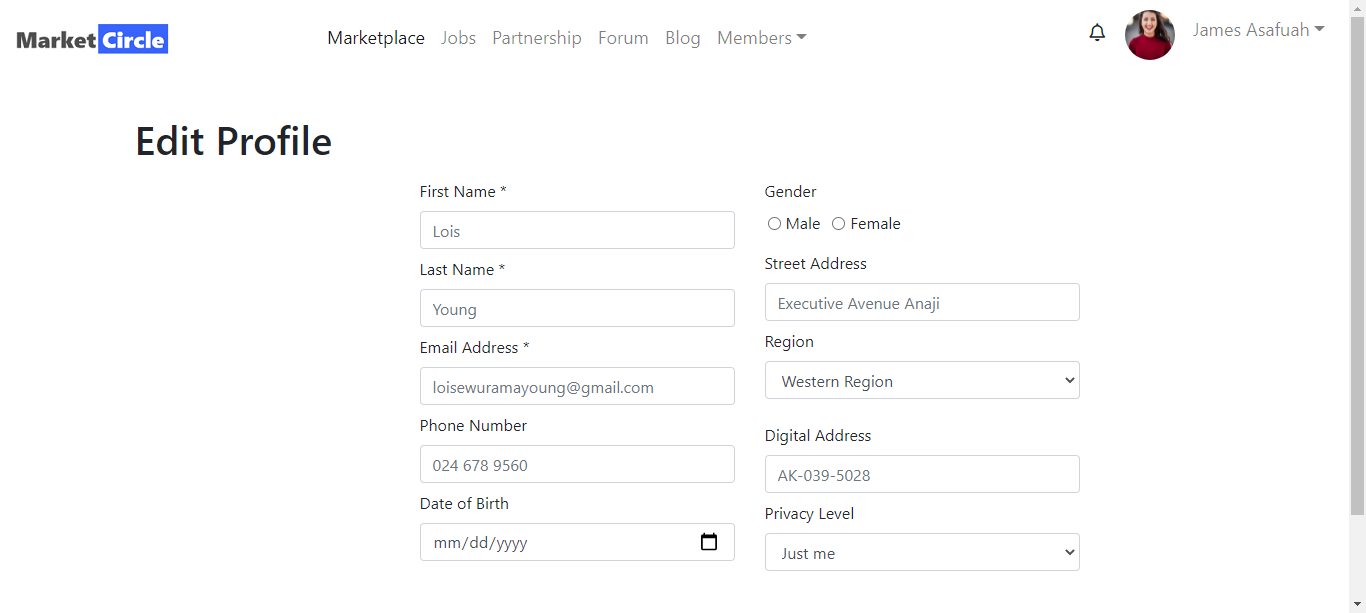 Market Circle
Marketplace Jobs Partnership Forum Blog Members
James Asafuah
Edit Profile
First Name *
Lois
Last Name *
Young
Email Address *
loisewuramayoung@gmail.com
Phone Number
024 678 9560
Date of Birth
mm/dd/yyyy
Gender
Male Female
Street Address
Executive Avenue Anaji
Region
Western Region
Digital Address
AK-039-5028
Privacy Level
Just me